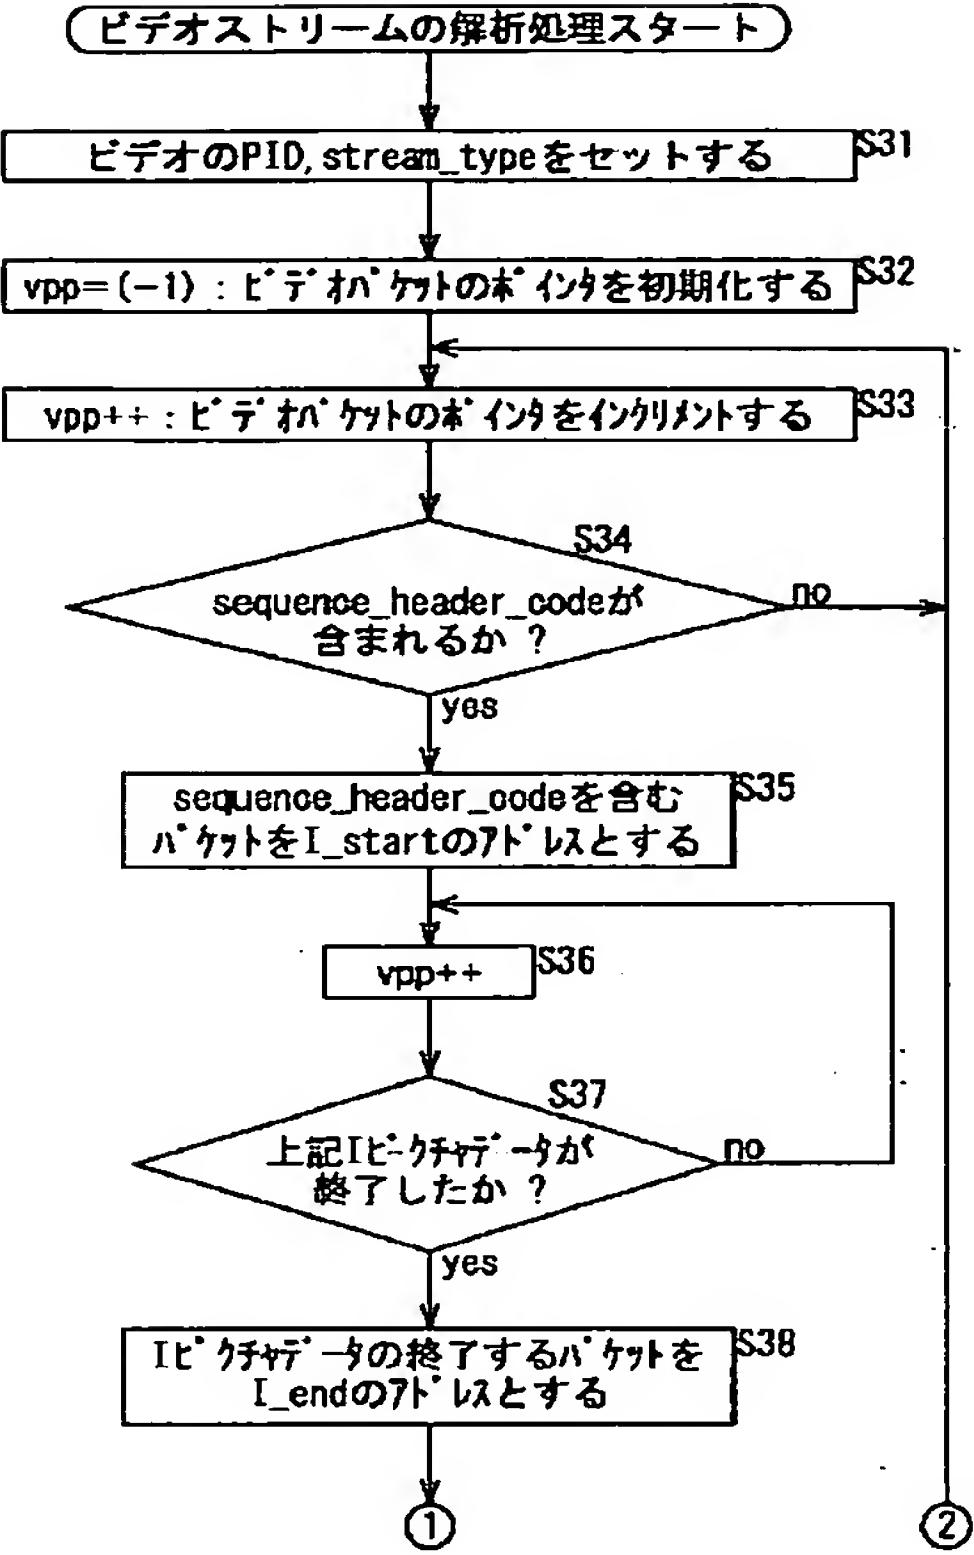 ビデオストリームの解析処理スタート
ビデオのPID, stream_typeをセットする
S31
vpp=(-1) : ビデオパケットのポインタを初期化する
S32
vpp++ : ビデオパケットのポインタをインクリメントする
S33
S34
sequence_header_codeが
含まれるか ?
no
yes
sequence_header_codeを含む
パケットをI_startのアドレスとする
S35
vpp++
S36
S37
上記Iピクチャデータが
終了したか ?
no
yes
Iピクチャデータの終了するパケットを
I_endのアドレスとする
S38
1
2